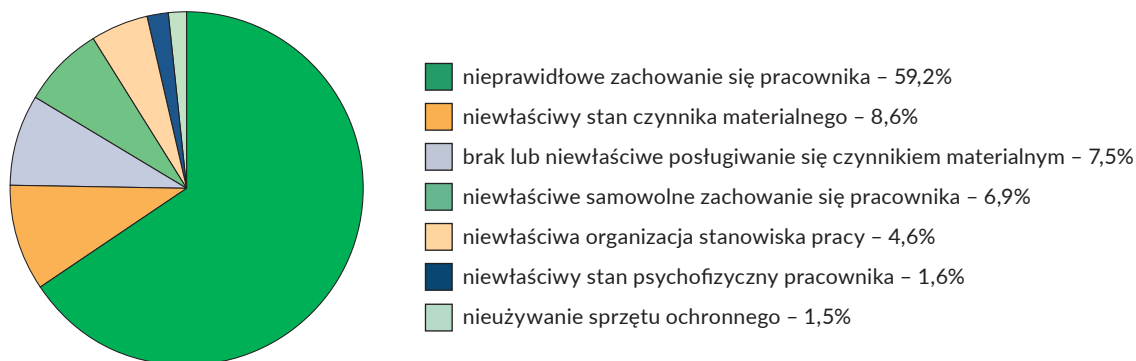 nieprawidłowe zachowanie się pracownika – 59,2%
niewłaściwy stan czynnika materialnego – 8,6%
brak lub niewłaściwe posługiwanie się czynnikiem materialnym – 7,5%
niewłaściwe samowolne zachowanie się pracownika – 6,9%
niewłaściwa organizacja stanowiska pracy – 4,6%
niewłaściwy stan psychofizyczny pracownika – 1,6%
nieużywanie sprzętu ochronnego – 1,5%